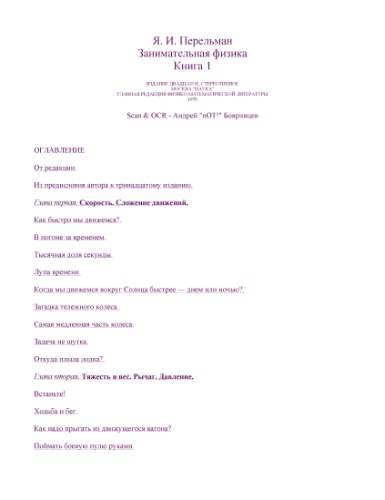 Я. И. Перельман
Занимательная физика
Книга 1
ИЗДАНИЕ ДВАДЦАТОЕ, СТЕРЕОТИПНОЕ
МОСКВА "НАУКА"
ГЛАВНАЯ РЕДАКЦИЯ ФИЗИКО-МАТЕМАТИЧЕСКОЙ ЛИТЕРАТУРЫ
1979
Scan & OCR - Андрей "nOT!" Бояринцев
ОГЛАВЛЕНИЕ
От редакции.
Из предисловия автора к тринадцатому изданию.
Глава первая. Скорость. Сложение движений.
Как быстро мы движемся?.
В погоне за временем.
Тысячная доля секунды.
Лупа времени.
Когда мы движемся вокруг Солнца быстрее — днем или ночью?.
Загадка тележного колеса.
Самая медленная часть колеса.
Задача не шутка.
Откуда плыла лодка?.
Глава вторая. Тяжесть и вес. Рычаг. Давление.
Встаньте!
Ходьба и бег.
Как надо прыгать из движущегося вагона?
Поймать боевую пулю руками.